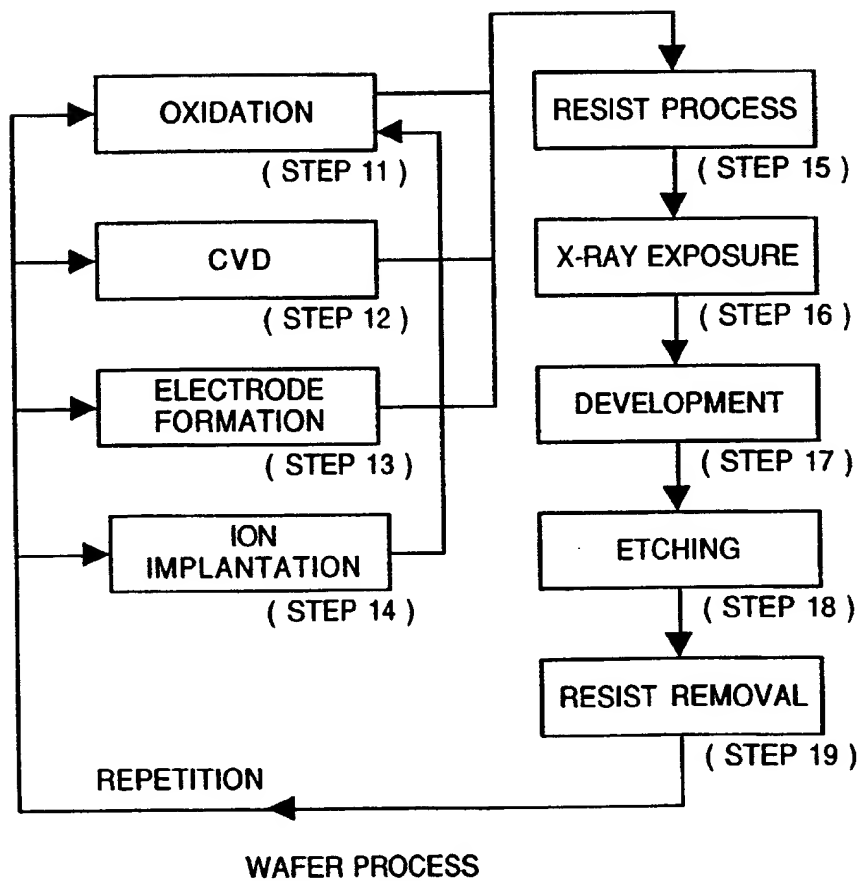 OXIDATION
( STEP 11 )
CVD
( STEP 12 )
ELECTRODE
FORMATION
( STEP 13 )
ION
IMPLANTATION
( STEP 14 )
RESIST PROCESS
( STEP 15 )
X-RAY EXPOSURE
( STEP 16 )
DEVELOPMENT
( STEP 17 )
ETCHING
( STEP 18 )
RESIST REMOVAL
( STEP 19 )
REPETITION
WAFER PROCESS